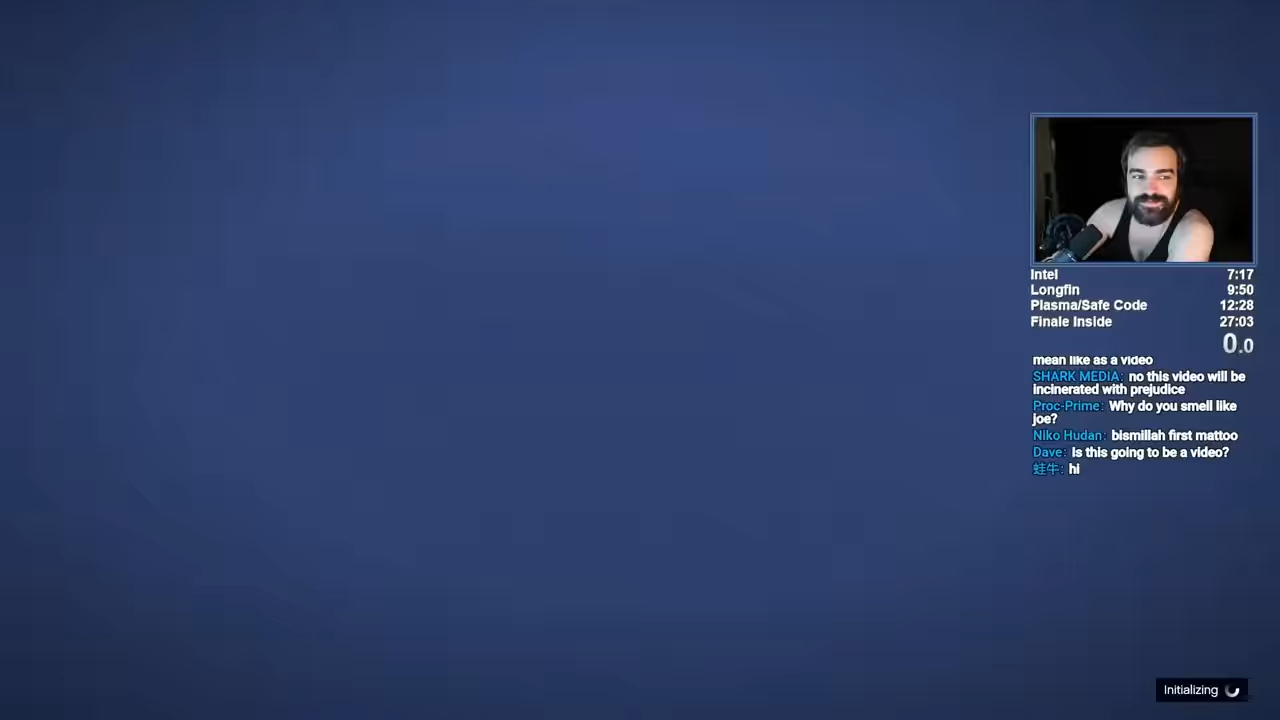 Intel 7:17
Longfin 9:50
Plasma/Safe Code 12:28
Finale Inside 27:03
0.0
mean like as a video
SHARK MEDIA: no this video will be
incinerated with prejudice
Proc-Prime: Why do you smell like
joe?
Niko Hudan: bismillah first mattoo
Dave: Is this going to be a video?
蛙牛: hi
Initializing